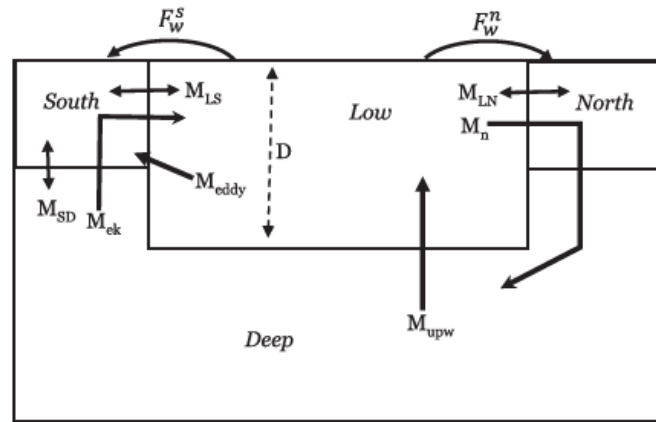 F_w^s F_w^n
South M_LS Low M_LN North
M_n
D
M_eddy
M_SD M_ek
M_upw
Deep